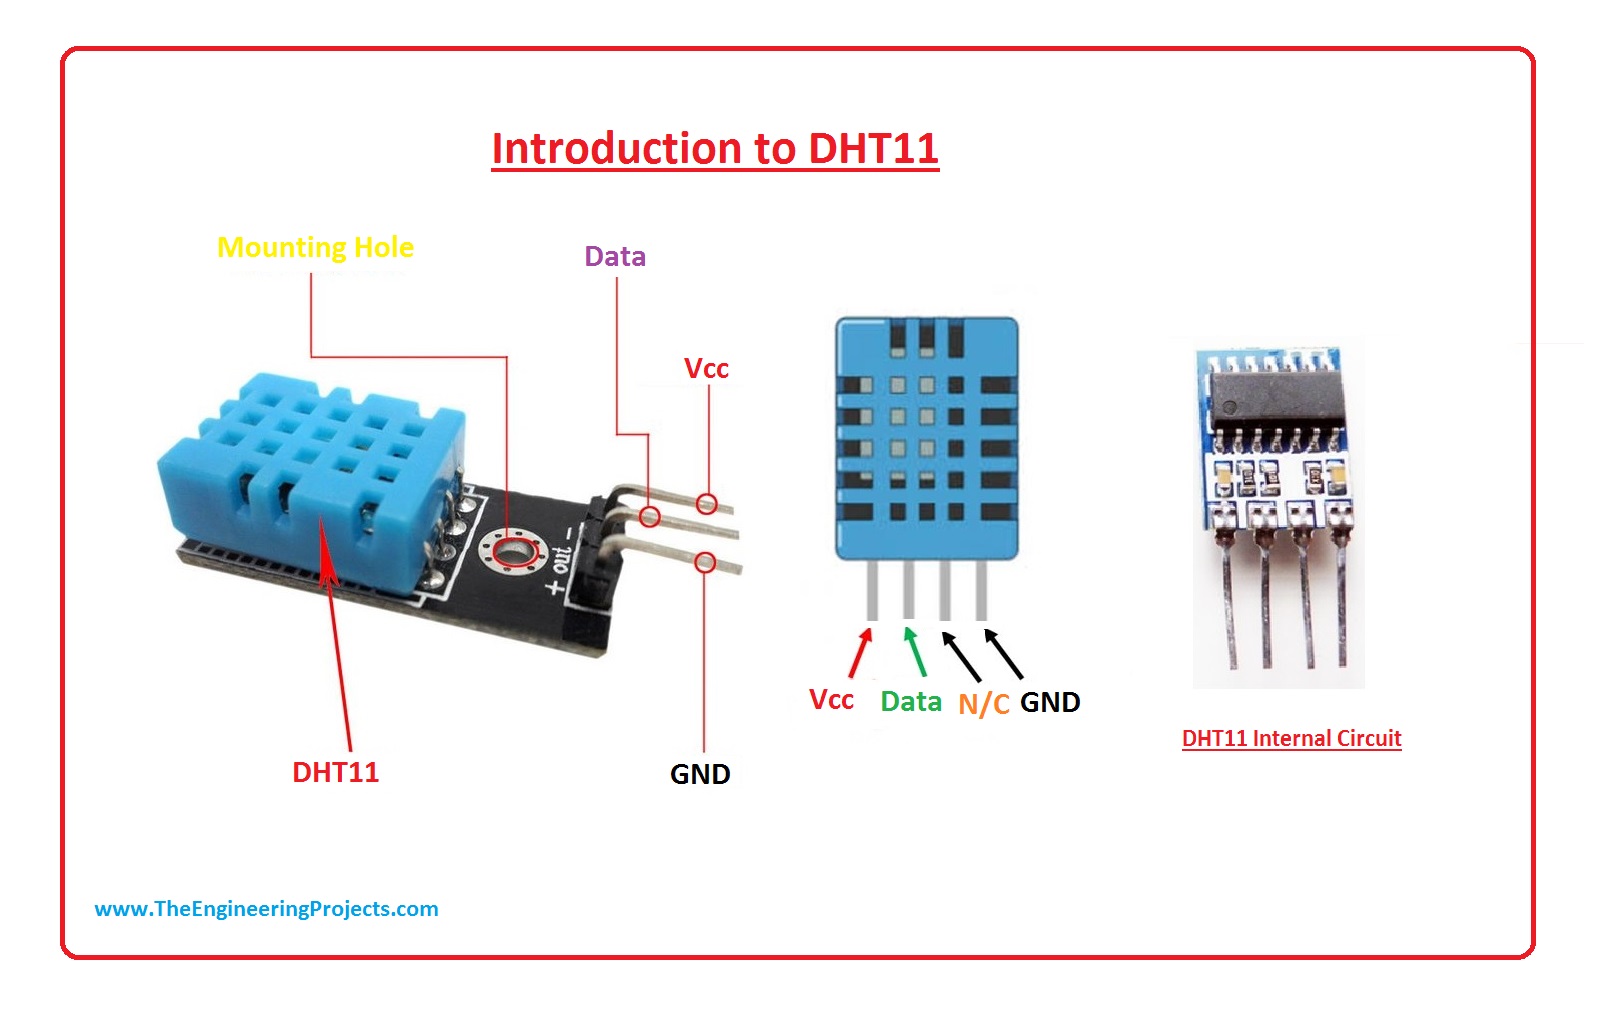 Introduction to DHT11
Mounting Hole
Data
Vcc
+ out -
DHT11
GND
Vcc
Data
N/C
GND
DHT11 Internal Circuit
www.TheEngineeringProjects.com